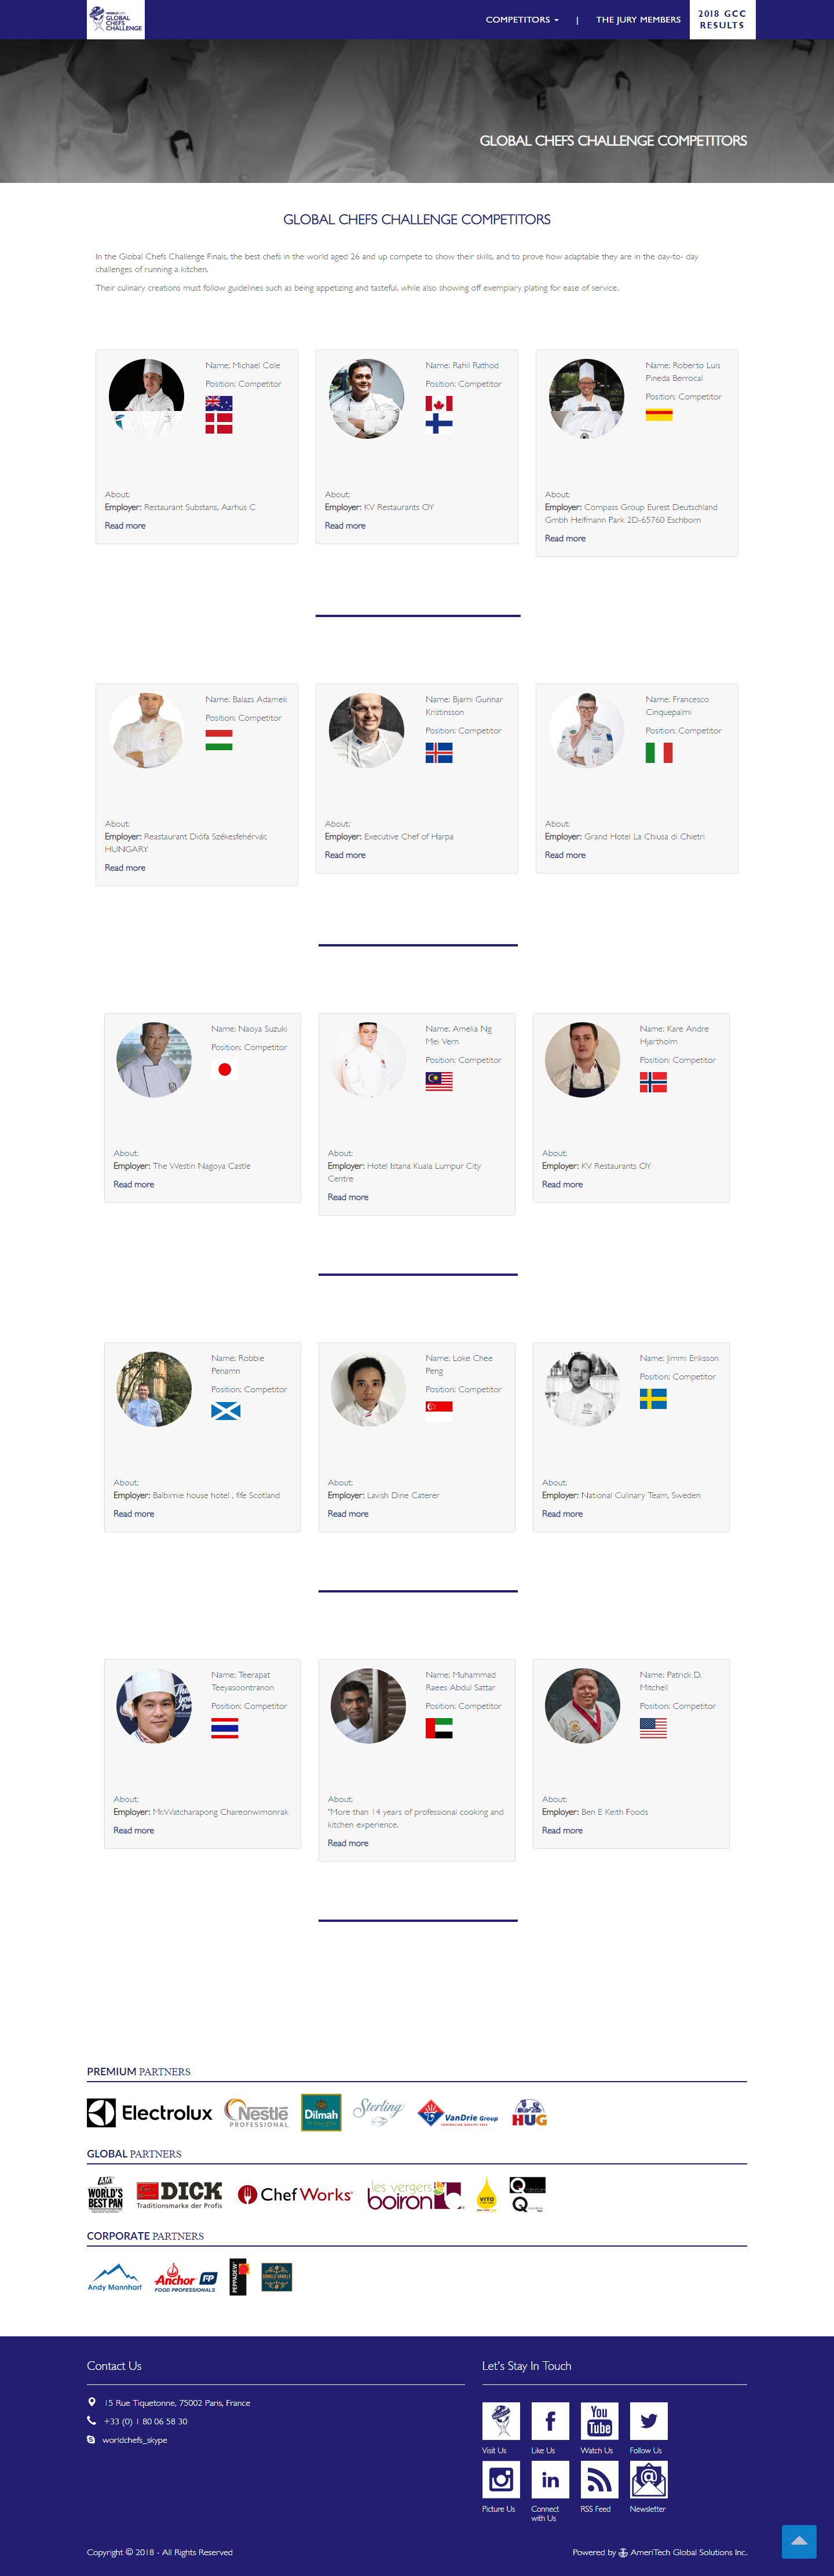 WORLDCHEFS
GLOBAL
CHEFS
CHALLENGE
COMPETITORS
|
THE JURY MEMBERS
2018 GCC
RESULTS
GLOBAL CHEFS CHALLENGE COMPETITORS
GLOBAL CHEFS CHALLENGE COMPETITORS
In the Global Chefs Challenge Finals, the best chefs in the world aged 26 and up compete to show their skills, and to prove how adaptable they are in the day-to- day
challenges of running a kitchen.
Their culinary creations must follow guidelines such as being appetizing and tasteful, while also showing off exemplary plating for ease of service.
Name: Michael Cole
Position: Competitor
About:
Employer: Restaurant Substans, Aarhus C
Read more
Name: Rahil Rathod
Position: Competitor
About:
Employer: KV Restaurants OY
Read more
Name: Roberto Luis
Pineda Berrocal
Position: Competitor
About:
Employer: Compass Group Eurest Deutschland
Gmbh Helfmann Park 2D-65760 Eschborn
Read more
Name: Balazs Adamek
Position: Competitor
About:
Employer: Reastaurant Diófa Székesfehérvár,
HUNGARY
Read more
Name: Bjarni Gunnar
Kristinsson
Position: Competitor
About:
Employer: Executive Chef of Harpa
Read more
Name: Francesco
Cinquepalmi
Position: Competitor
About:
Employer: Grand Hotel La Chiusa di Chietri
Read more
Name: Naoya Suzuki
Position: Competitor
About:
Employer: The Westin Nagoya Castle
Read more
Name: Amelia Ng
Mei Vern
Position: Competitor
About:
Employer: Hotel Istana Kuala Lumpur City
Centre
Read more
Name: Kare Andre
Hjartholm
Position: Competitor
About:
Employer: KV Restaurants OY
Read more
Name: Robbie
Penamn
Position: Competitor
About:
Employer: Balbirnie house hotel , fife Scotland
Read more
Name: Loke Chee
Peng
Position: Competitor
About:
Employer: Lavish Dine Caterer
Read more
Name: Jimmi Eriksson
Position: Competitor
About:
Employer: National Culinary Team, Sweden
Read more
Name: Teerapat
Teeyasoontranon
Position: Competitor
About:
Employer: Mr.Watcharapong Chareonwimonrak
Read more
Name: Muhammad
Raees Abdul Sattar
Position: Competitor
About:
"More than 14 years of professional cooking and
kitchen experience.
Read more
Name: Patrick D.
Mitchell
Position: Competitor
About:
Employer: Ben E Keith Foods
Read more
PREMIUM PARTNERS
Electrolux
Nestlé
PROFESSIONAL
Dilmah
Sterling
VanDrie Group
HUG
GLOBAL PARTNERS
AMT
WORLD'S
BEST PAN
DICK
Traditionsmarke der Profis
Chef Works
les vergers
boiron
VITO
CORPORATE PARTNERS
Andy Mannhart
Anchor
FOOD PROFESSIONALS
FP
PEPPADEW
Contact Us
15 Rue Tiquetonne, 75002 Paris, France
+33 (0) 1 80 06 58 30
worldchefs_skype
Let's Stay In Touch
You
Tube
Visit Us
Like Us
Watch Us
Follow Us
in
Picture Us
Connect
with Us
RSS Feed
Newsletter
Copyright © 2018 - All Rights Reserved
Powered by AmeriTech Global Solutions Inc.